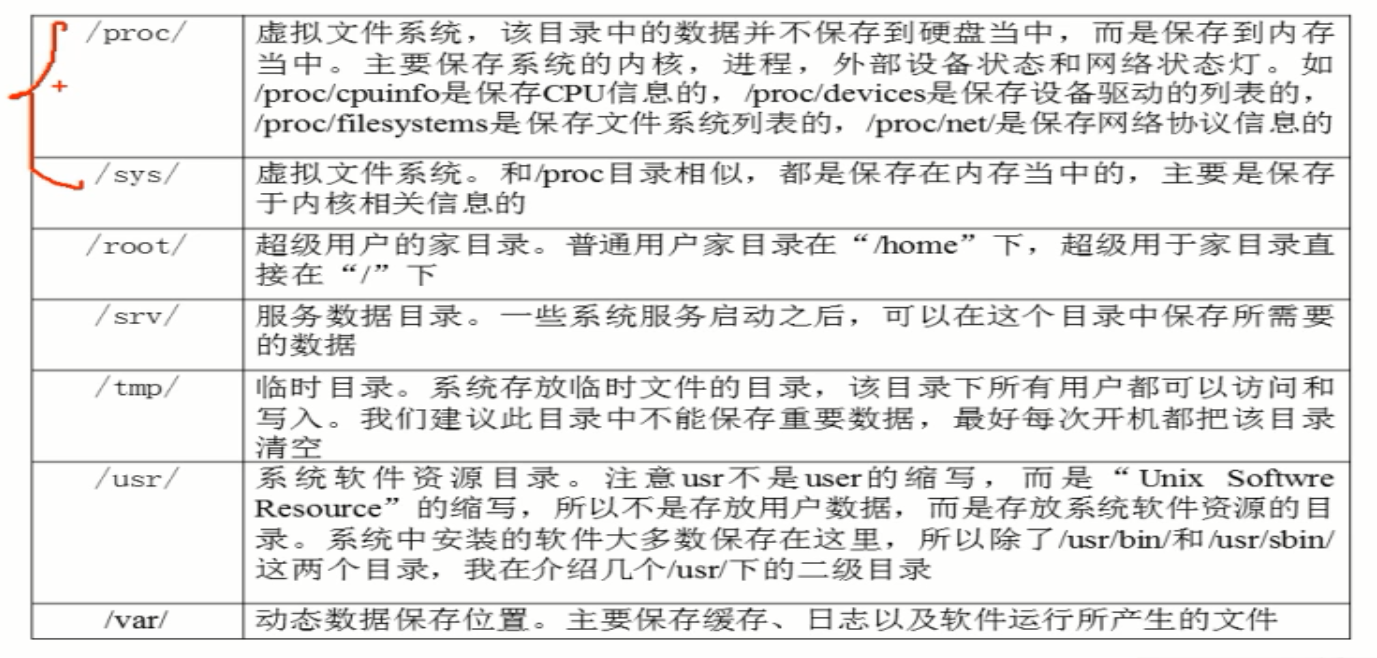 /proc/ 虚拟文件系统，该目录中的数据并不保存到硬盘当中，而是保存到内存
当中。主要保存系统的内核，进程，外部设备状态和网络状态灯。如
/proc/cpuinfo是保存CPU信息的，/proc/devices是保存设备驱动的列表的，
/proc/filesystems是保存文件系统列表的，/proc/net/是保存网络协议信息的
/sys/ 虚拟文件系统。和/proc目录相似，都是保存在内存当中的，主要是保存
于内核相关信息的
/root/ 超级用户的家目录。普通用户家目录在“/home”下，超级用于家目录直
接在“/”下
/srv/ 服务数据目录。一些系统服务启动之后，可以在这个目录中保存所需要
的数据
/tmp/ 临时目录。系统存放临时文件的目录，该目录下所有用户都可以访问和
写入。我们建议此目录中不能保存重要数据，最好每次开机都把该目录
清空
/usr/ 系统软件资源目录。注意usr不是user的缩写，而是“Unix Softwre
Resource”的缩写，所以不是存放用户数据，而是存放系统软件资源的目
录。系统中安装的软件大多数保存在这里，所以除了/usr/bin/和/usr/sbin/
这两个目录，我在介绍几个/usr/下的二级目录
/var/ 动态数据保存位置。主要保存缓存、日志以及软件运行所产生的文件